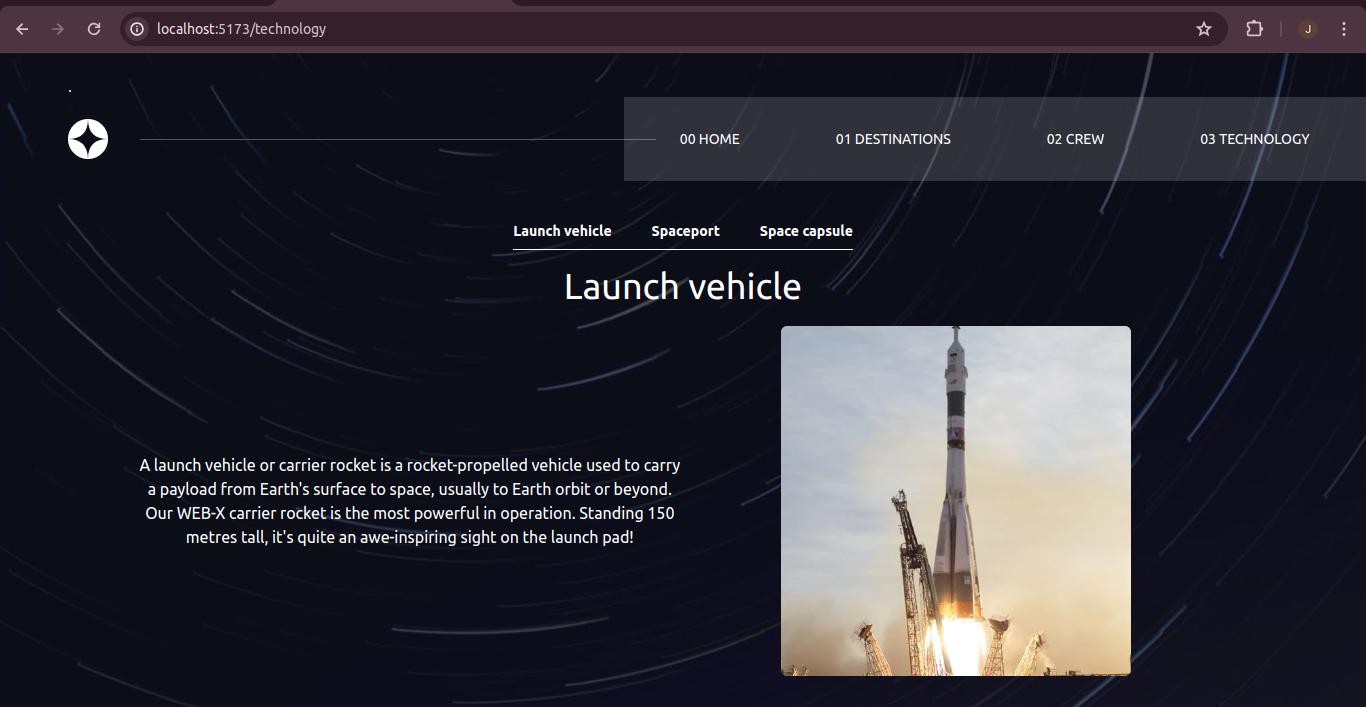 localhost:5173/technology
J
.
00 HOME 01 DESTINATIONS 02 CREW 03 TECHNOLOGY
Launch vehicle Spaceport Space capsule
Launch vehicle
A launch vehicle or carrier rocket is a rocket-propelled vehicle used to carry
a payload from Earth's surface to space, usually to Earth orbit or beyond.
Our WEB-X carrier rocket is the most powerful in operation. Standing 150
metres tall, it's quite an awe-inspiring sight on the launch pad!